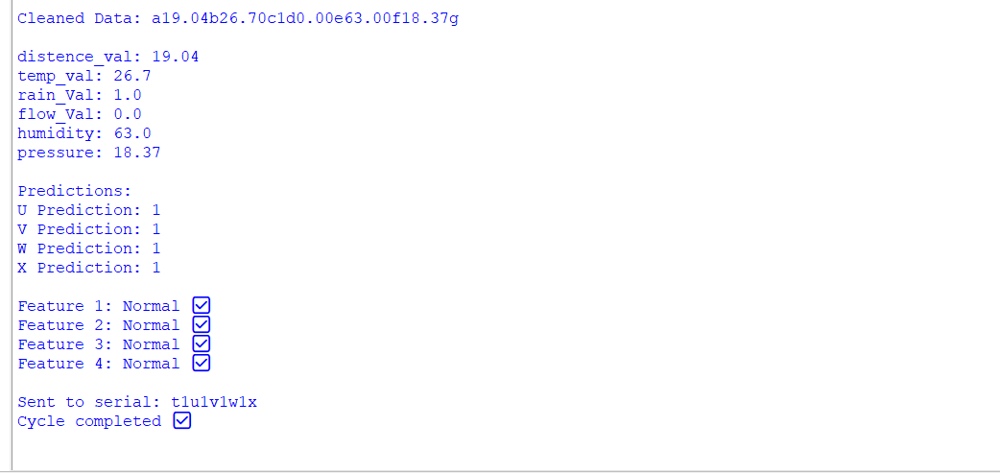 Cleaned Data: a19.04b26.70c1d0.00e63.00f18.37g
distence_val: 19.04
temp_val: 26.7
rain_Val: 1.0
flow_Val: 0.0
humidity: 63.0
pressure: 18.37
Predictions:
U Prediction: 1
V Prediction: 1
W Prediction: 1
X Prediction: 1
Feature 1: Normal ☑
Feature 2: Normal ☑
Feature 3: Normal ☑
Feature 4: Normal ☑
Sent to serial: t1u1v1w1x
Cycle completed ☑